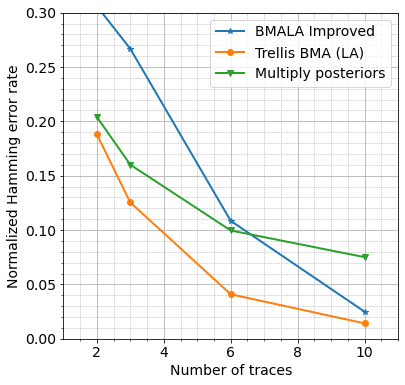 BMALA Improved
Trellis BMA (LA)
Multiply posteriors
0.30
0.25
0.20
0.15
0.10
0.05
0.00
Normalized Hamming error rate
2 4 6 8 10
Number of traces